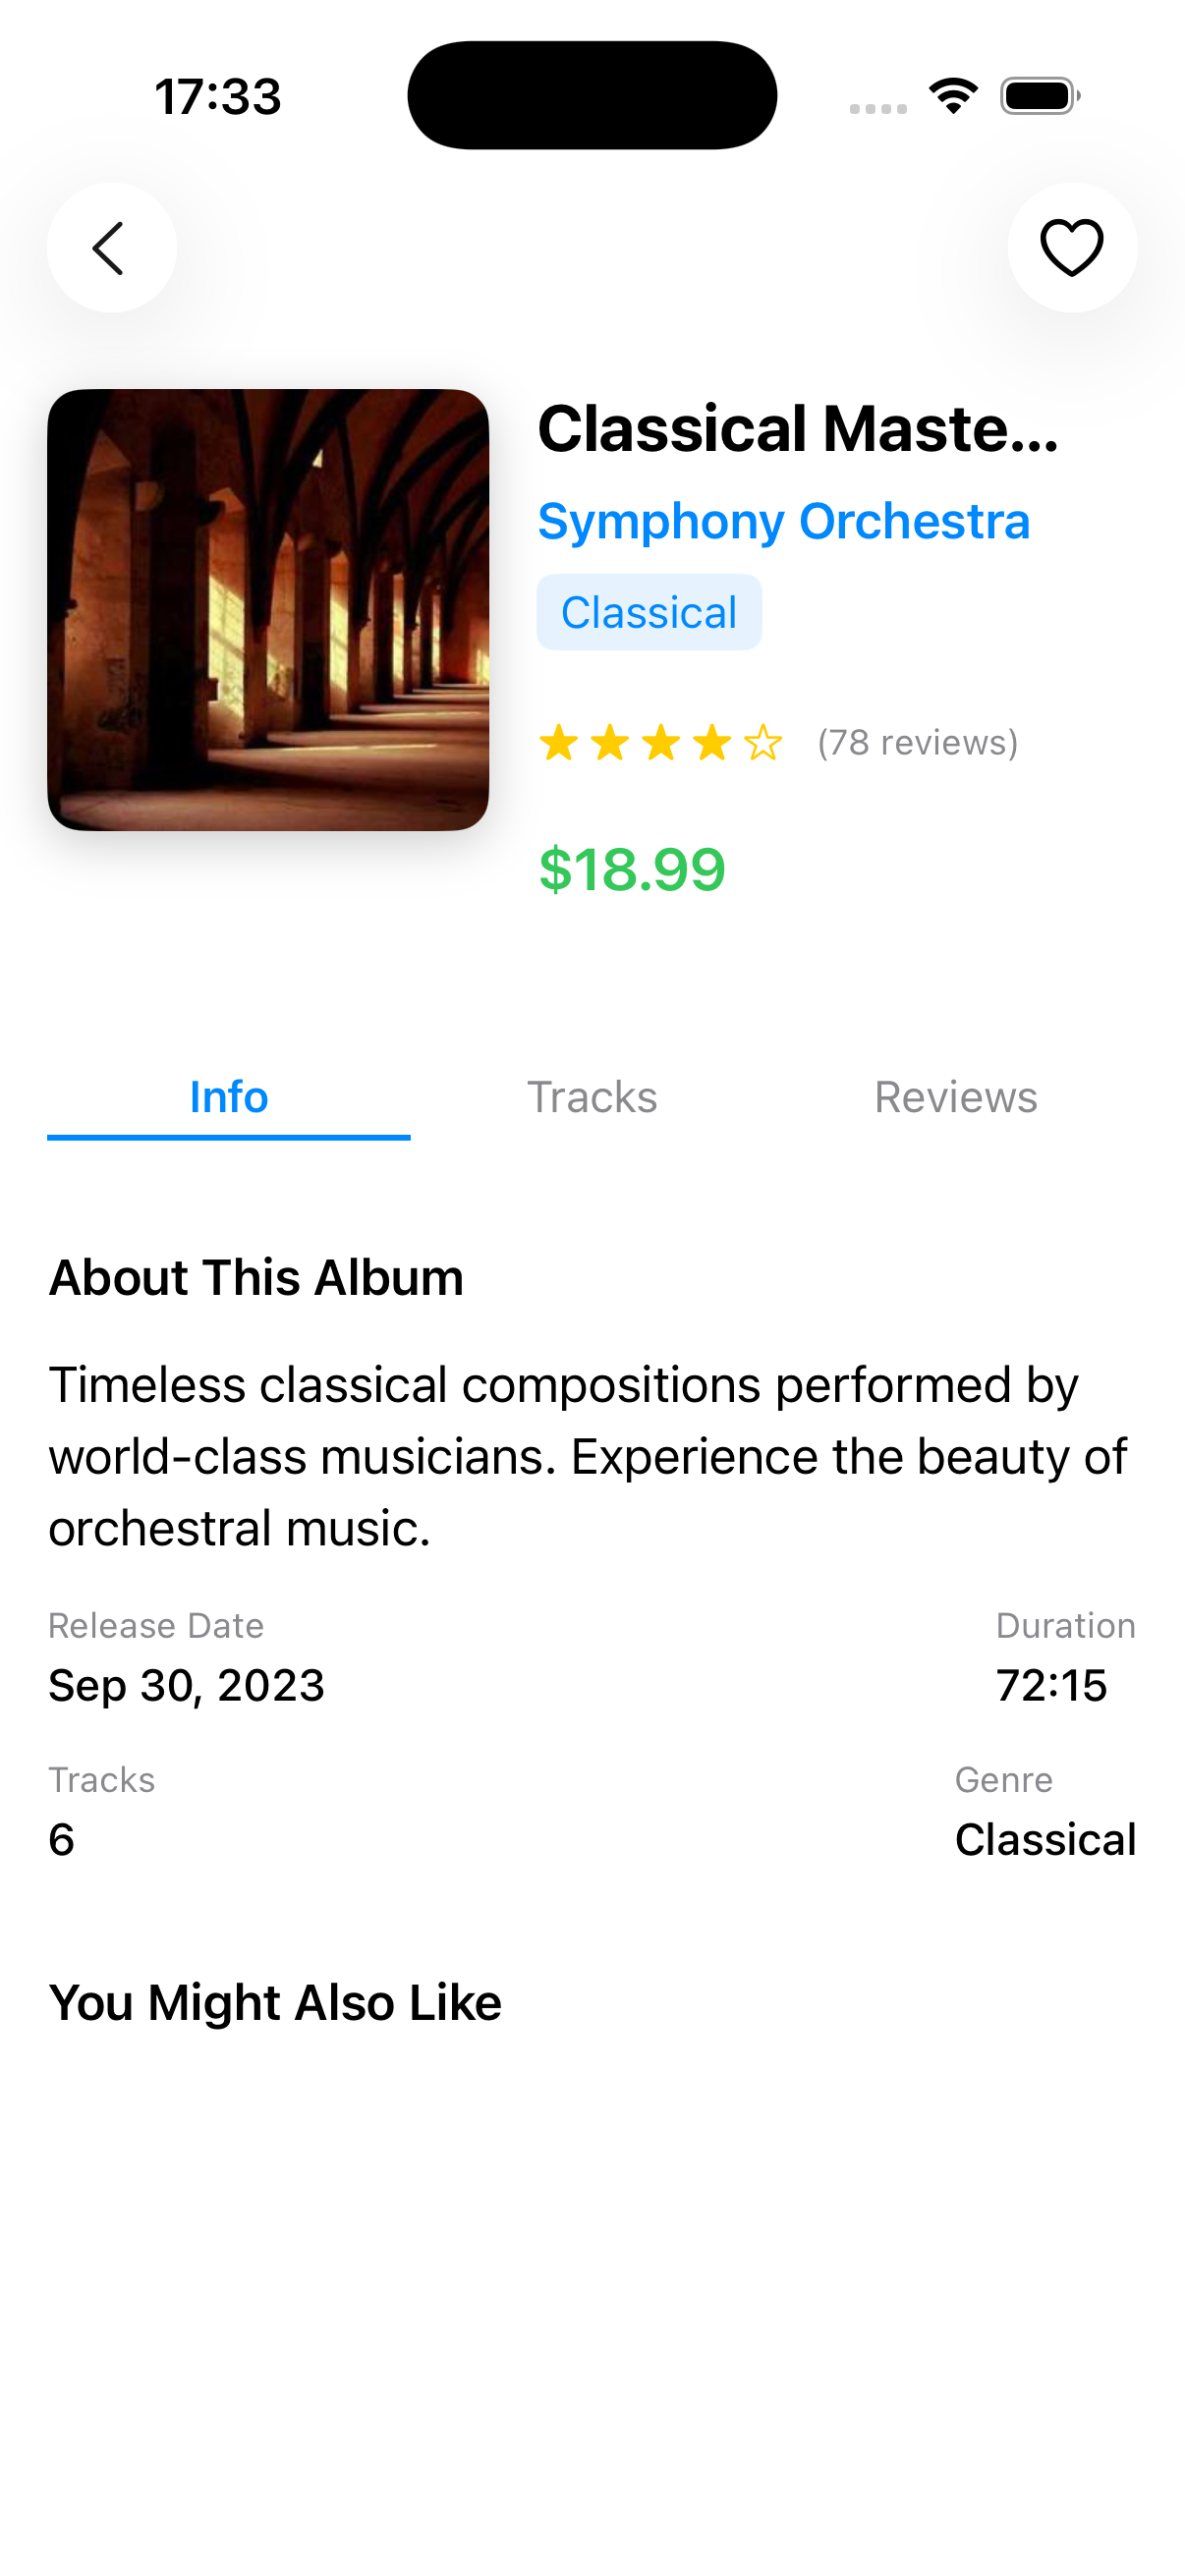 17:33
Classical Maste...
Symphony Orchestra
Classical
(78 reviews)
$18.99
Info
Tracks
Reviews
About This Album
Timeless classical compositions performed by
world-class musicians. Experience the beauty of
orchestral music.
Release Date
Duration
Sep 30, 2023
72:15
Tracks
Genre
6
Classical
You Might Also Like